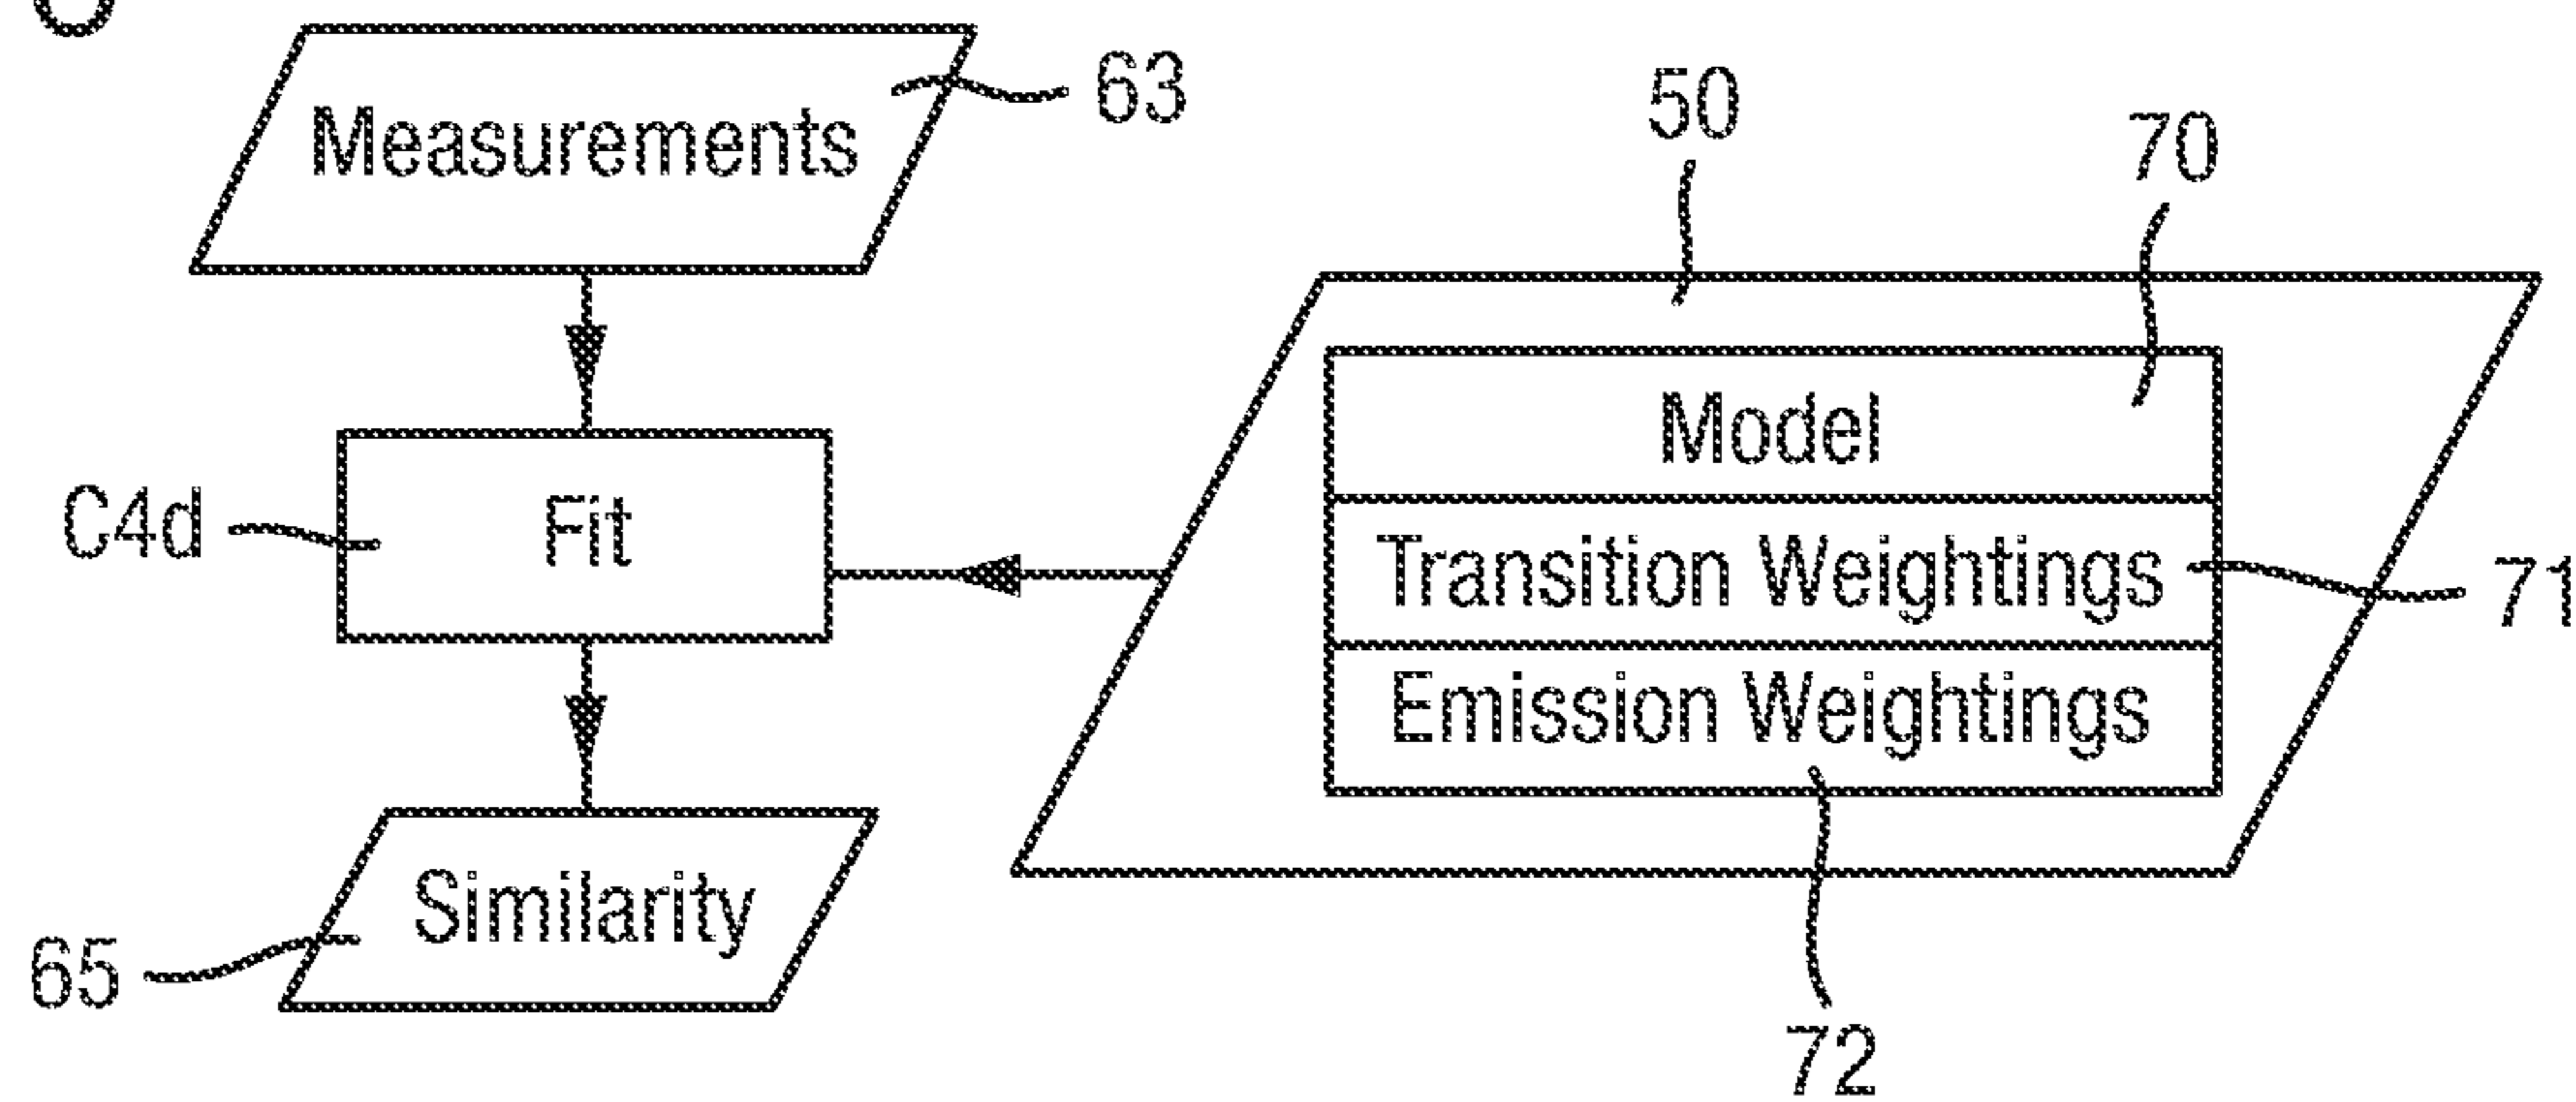 Measurements
63
50
70
Model
C4d
Fit
Transition Weightings
71
Emission Weightings
Similarity
65
72